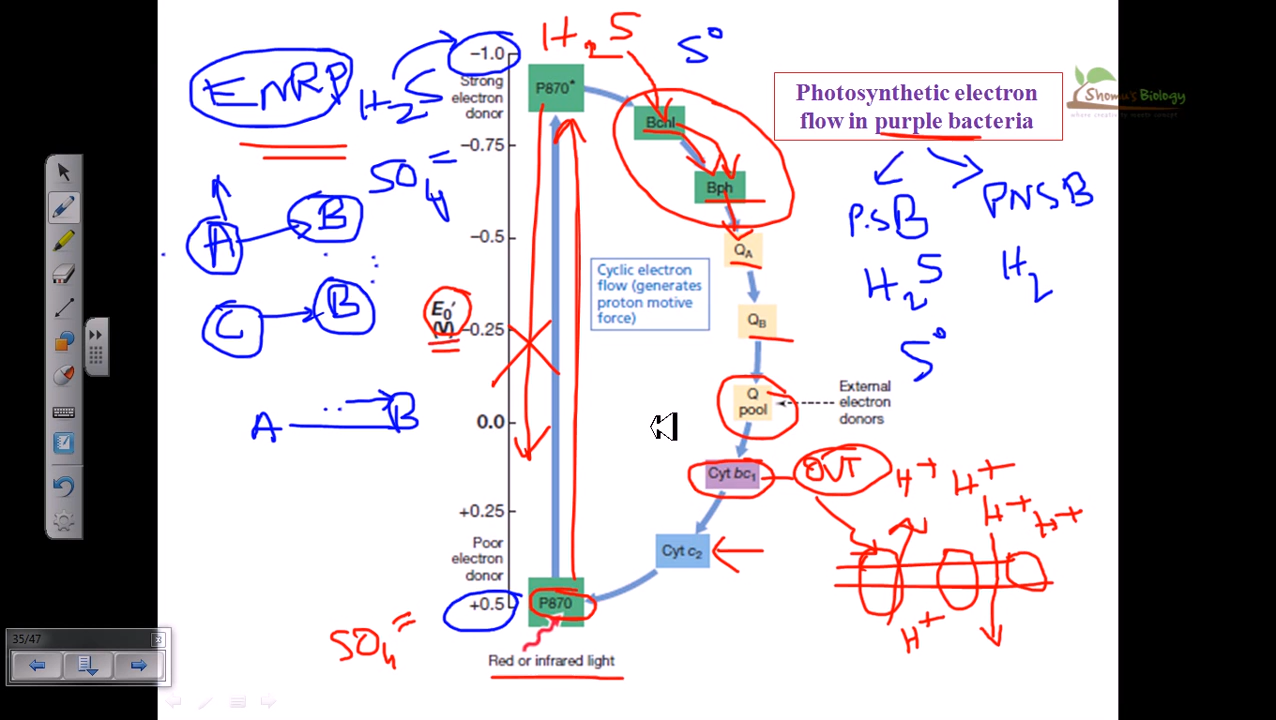 Photosynthetic electron
flow in purple bacteria
Shomu's Biology
ENRP
H2S
SO4=
A
B
C
B
A
B
H2S
S°
−1.0
Strong
electron
donor
−0.75
−0.5
E0′
(V)
−0.25
0.0
+0.25
Poor
electron
donor
+0.5
P870*
Bchl
Bph
QA
QB
Q
pool
Cyt bc1
Cyt c2
P870
Cyclic electron
flow (generates
proton motive
force)
External
electron
donors
Red or infrared light
SO4=
P.SB
PNSB
H2S
H2
S°
OUT
H+
H+
H+
H+
H+
35/47